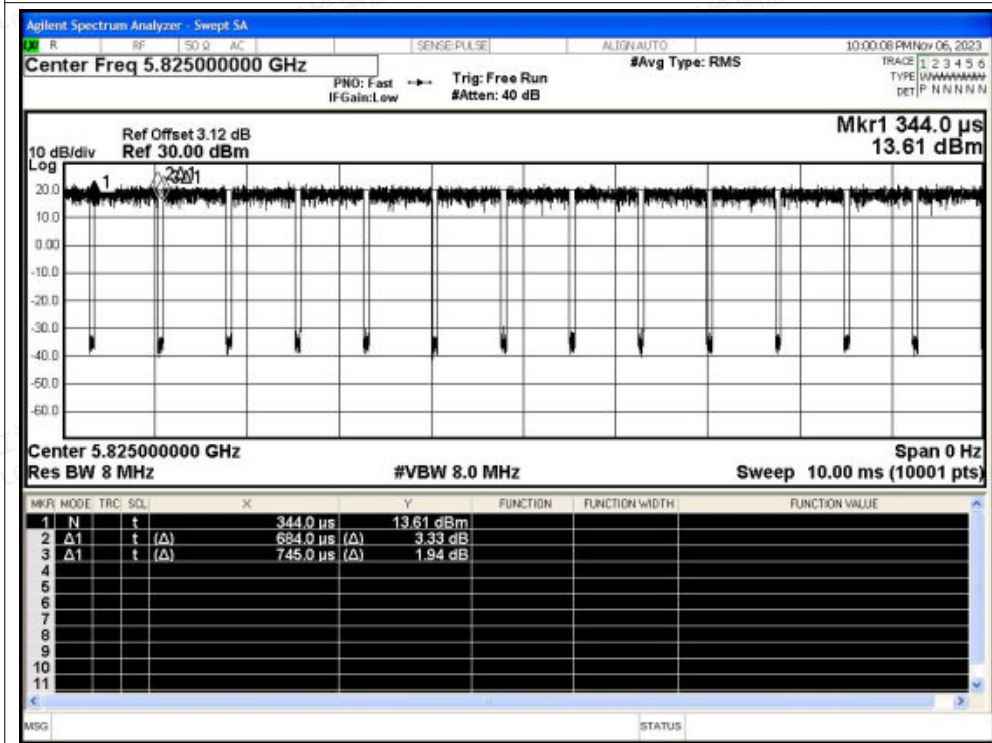 Agilent Spectrum Analyzer - Swept SA
R RF 50 Ω AC SENSE:PULSE ALIGNAUTO 10:00:08 PM Nov 06, 2023
Center Freq 5.825000000 GHz #Avg Type: RMS TRACE 1 2 3 4 5 6
PNO: Fast Trig: Free Run TYPE
IFGain:Low #Atten: 40 dB DET P N N N N N
Mkr1 344.0 µs
Ref Offset 3.12 dB
10 dB/div Ref 30.00 dBm 13.61 dBm
Log
1
20.0
10.0
0.00
-10.0
-20.0
-30.0
-40.0
-50.0
-60.0
Center 5.825000000 GHz Span 0 Hz
Res BW 8 MHz #VBW 8.0 MHz Sweep 10.00 ms (10001 pts)
MKR MODE TRC SCL X Y FUNCTION FUNCTION WIDTH FUNCTION VALUE
1 N t 344.0 µs 13.61 dBm
2 Δ1 t (Δ) 684.0 µs (Δ) 3.33 dB
3 Δ1 t (Δ) 745.0 µs (Δ) 1.94 dB
4
5
6
7
8
9
10
11
MSG STATUS